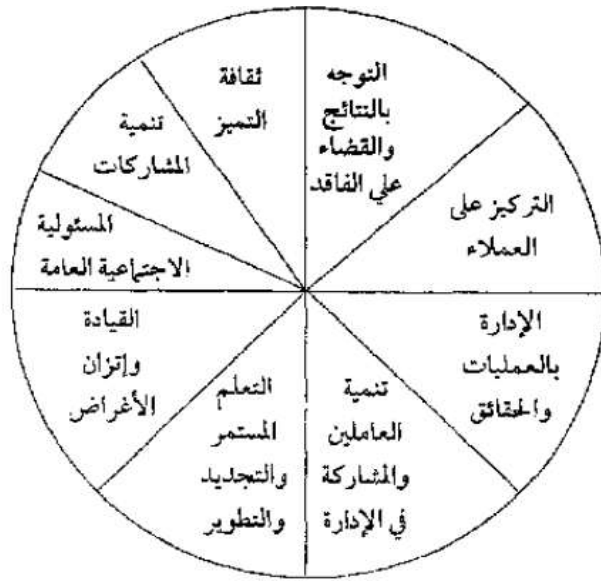 التوجه
بالنتائج
والقضاء
علي الفاقد
التركيز على
العملاء
الإدارة
بالعمليات
والحقائق
تنمية
العاملين
والمشاركة
في الإدارة
التعلم
المستمر
والتجديد
والتطوير
القيادة
وإتزان
الأغراض
المسئولية
الاجتماعية العامة
تنمية
المشاركات
ثقافة
التميز